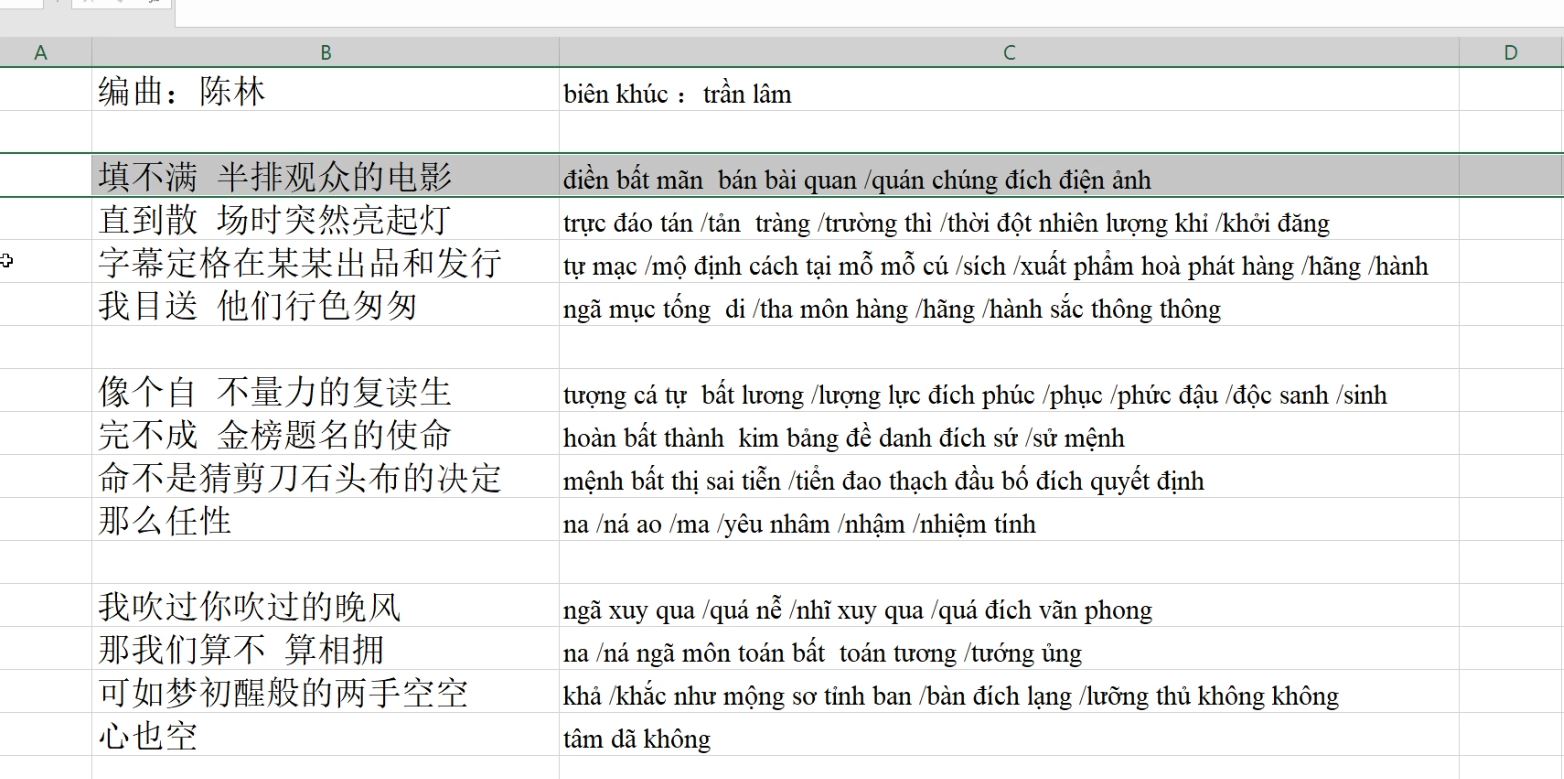 A B C D
编曲：陈林 biên khúc ： trần lâm
填不满 半排观众的电影 điền bất mãn bán bài quan /quán chúng đích điện ảnh
直到散 场时突然亮起灯 trực đáo tán /tản tràng /trường thì /thời đột nhiên lượng khỉ /khởi đăng
字幕定格在某某出品和发行 tự mạc /mộ định cách tại mỗ mỗ cú /sích /xuất phẩm hoà phát hàng /hãng /hành
我目送 他们行色匆匆 ngã mục tống di /tha môn hàng /hãng /hành sắc thông thông
像个自 不量力的复读生 tượng cá tự bất lương /lượng lực đích phúc /phục /phức đậu /độc sanh /sinh
完不成 金榜题名的使命 hoàn bất thành kim bảng đề danh đích sứ /sử mệnh
命不是猜剪刀石头布的决定 mệnh bất thị sai tiễn /tiển đao thạch đầu bố đích quyết định
那么任性 na /ná ao /ma /yêu nhâm /nhậm /nhiệm tính
我吹过你吹过的晚风 ngã xuy qua /quá nễ /nhĩ xuy qua /quá đích vãn phong
那我们算不 算相拥 na /ná ngã môn toán bất toán tương /tướng ủng
可如梦初醒般的两手空空 khả /khắc như mộng sơ tỉnh ban /bàn đích lạng /lưỡng thủ không không
心也空 tâm dã không